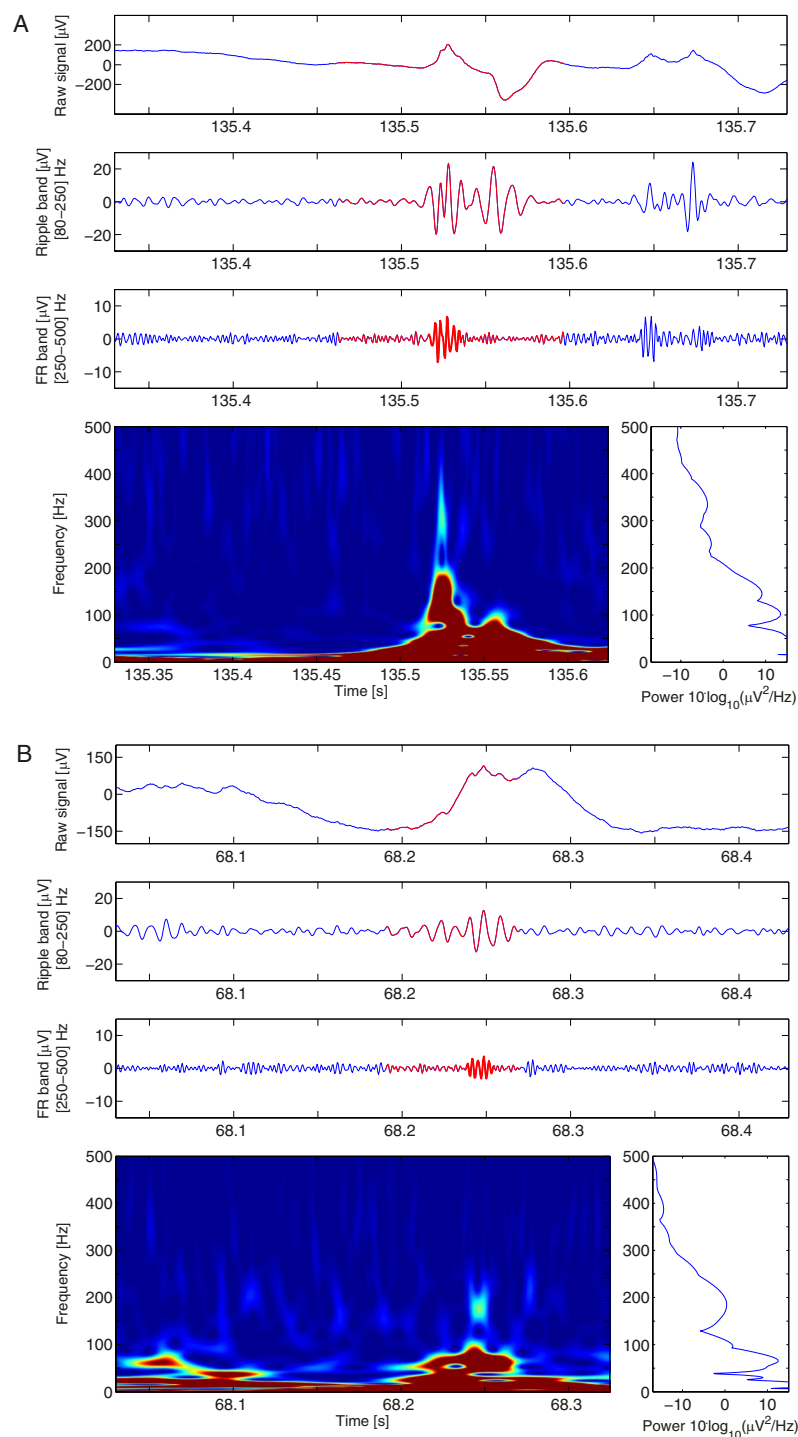 A
Raw signal [µV]
200
0
−200
135.4 135.5 135.6 135.7
Ripple band [µV]
[80−250] Hz
20
0
−20
135.4 135.5 135.6 135.7
FR band [µV]
[250−500] Hz
10
0
−10
135.4 135.5 135.6 135.7
Frequency [Hz]
500
400
300
200
100
0
135.35 135.4 135.45 135.5 135.55 135.6
Time [s]
500
400
300
200
100
0
−10 0 10
Power 10·log10(µV2/Hz)
B
Raw signal [µV]
150
0
−150
68.1 68.2 68.3 68.4
Ripple band [µV]
[80−250] Hz
20
0
−20
68.1 68.2 68.3 68.4
FR band [µV]
[250−500] Hz
10
0
−10
68.1 68.2 68.3 68.4
Frequency [Hz]
500
400
300
200
100
0
68.1 68.2 68.3
Time [s]
500
400
300
200
100
0
−10 0 10
Power 10·log10(µV2/Hz)